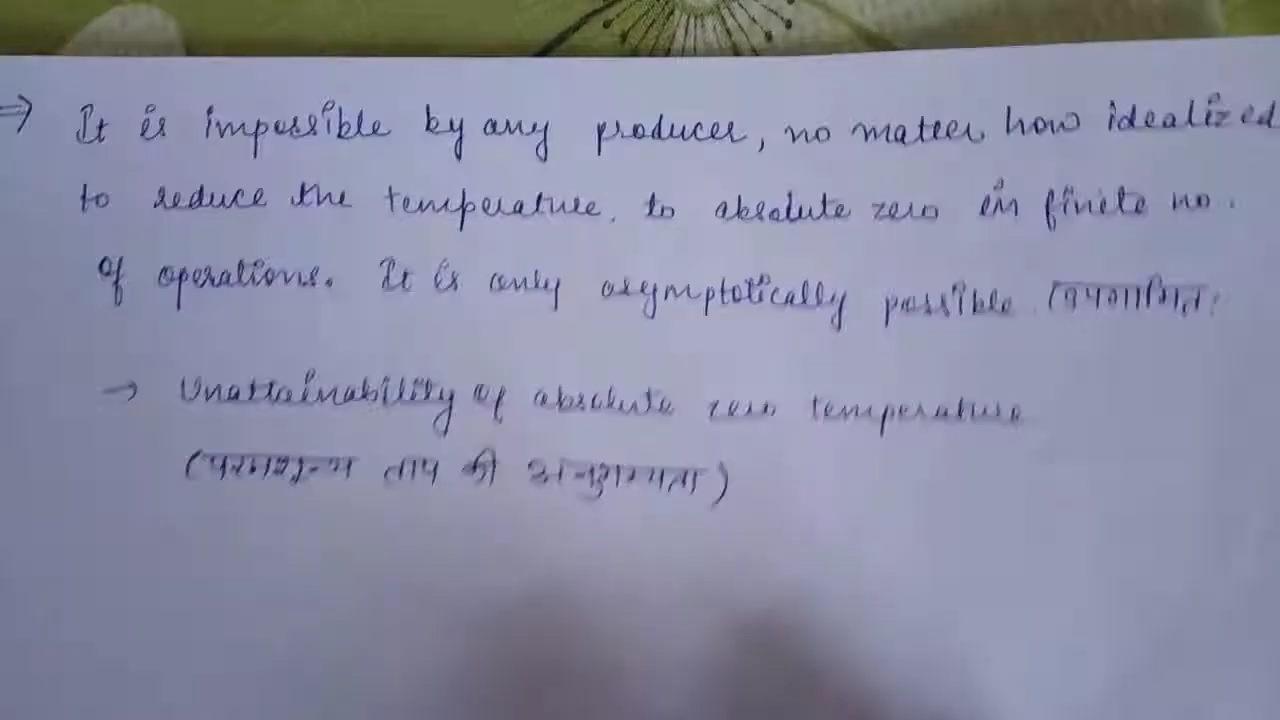 ⇒ It is impossible by any producer, no matter how idealized
to reduce the temperature. to absolute zero in finite no.
of operations. It is only asymptotically possible
→ Unattainability of absolute zero temperature
(परमशून्य ताप की